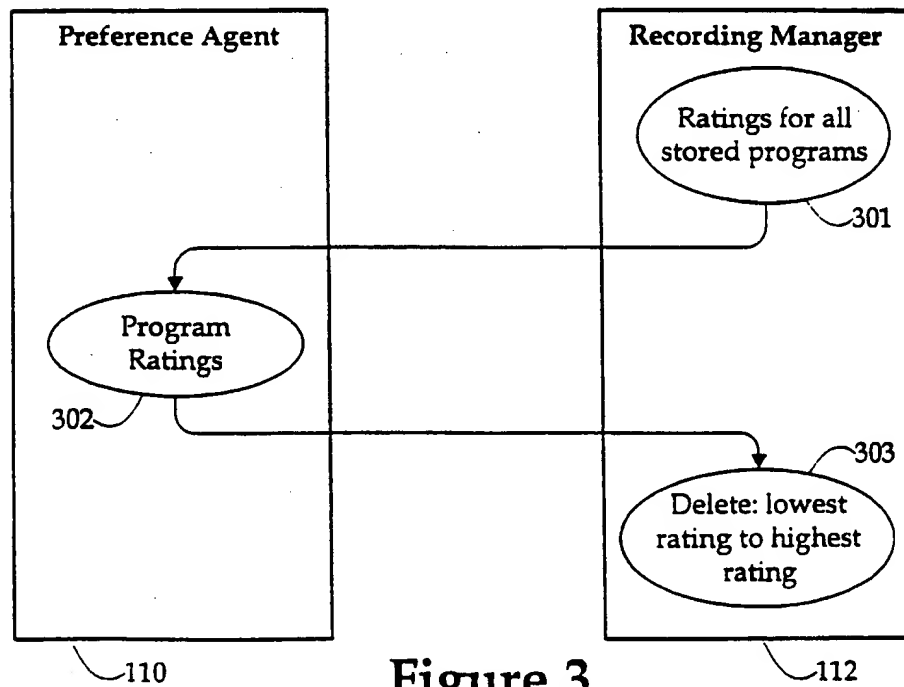 Preference Agent
Recording Manager
Ratings for all
stored programs
301
Program
Ratings
302
303
Delete: lowest
rating to highest
rating
110
112
Figure 3